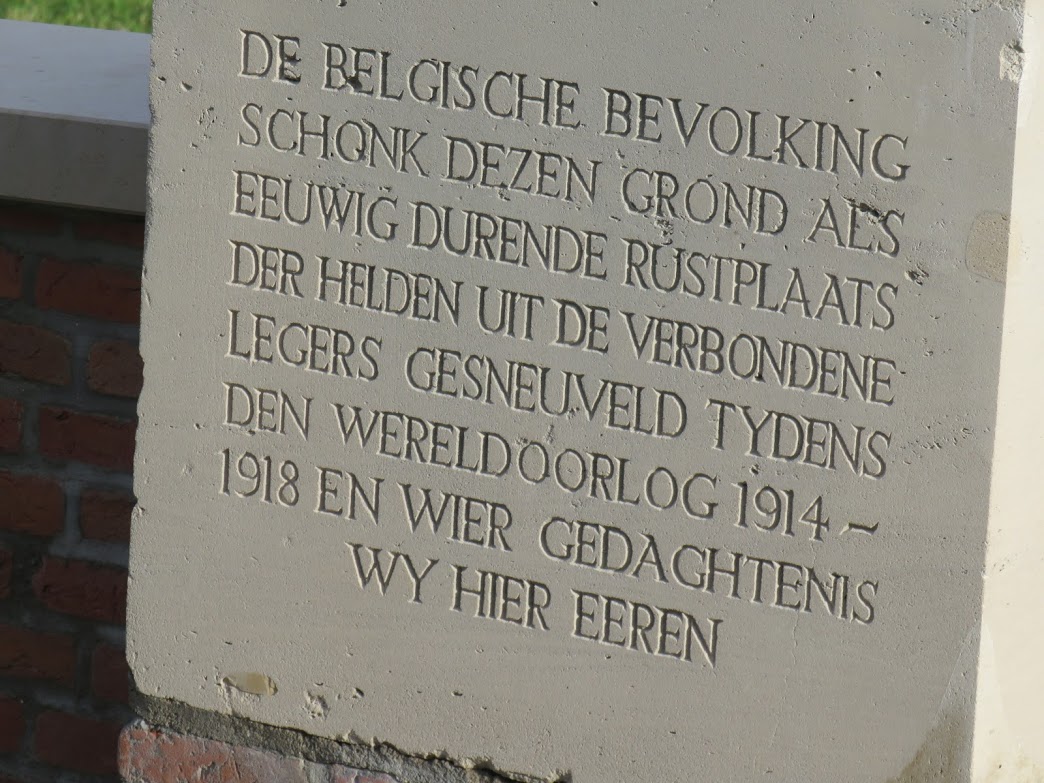 DE BELGISCHE BEVOLKING
SCHONK DEZEN GROND ALS
EEUWIG DURENDE RUSTPLAATS
DER HELDEN UIT DE VERBONDENE
LEGERS GESNEUVELD TYDENS
DEN WERELDOORLOG 1914 –
1918 EN WIER GEDACHTENIS
WY HIER EEREN